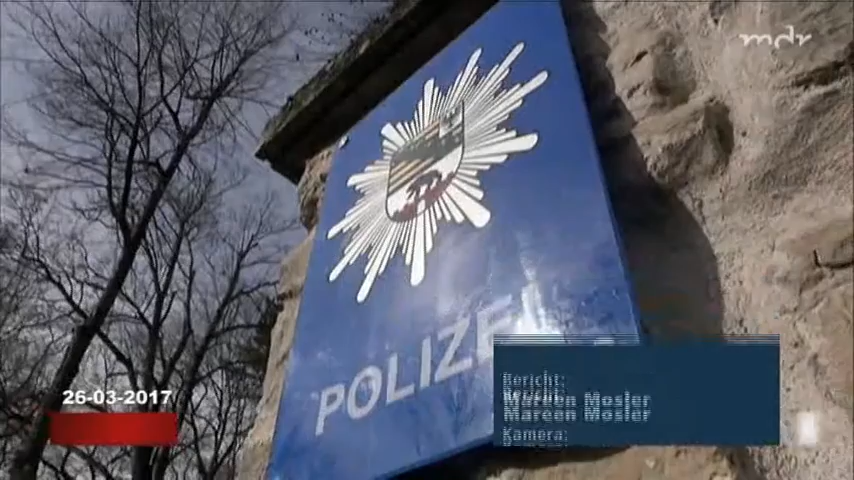 mdr
POLIZEI
26-03-2017
Bericht:
Mareen Mosler
Kamera: